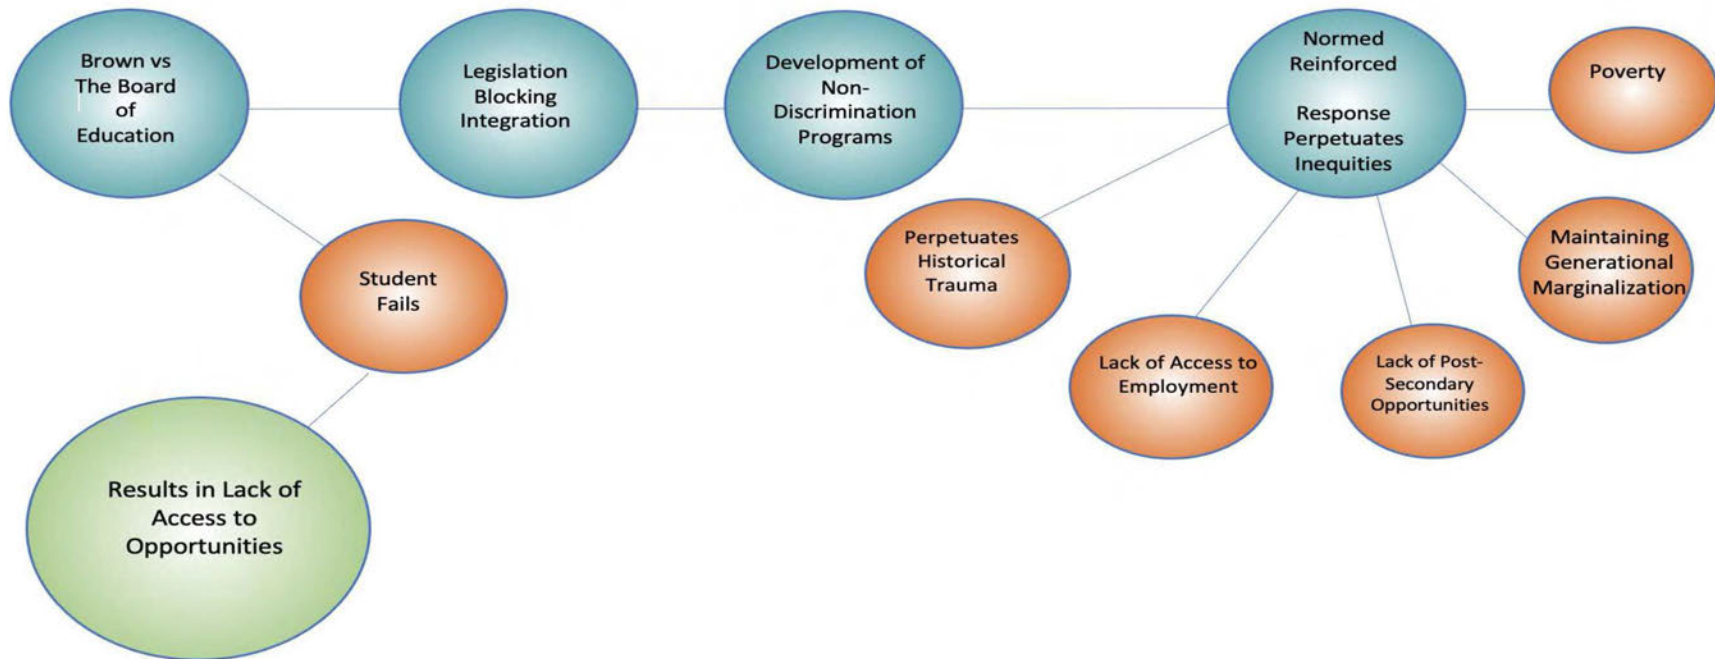 Brown vs
The Board
of
Education
Legislation
Blocking
Integration
Development of
Non-
Discrimination
Programs
Normed
Reinforced
Response
Perpetuates
Inequities
Poverty
Student
Fails
Perpetuates
Historical
Trauma
Lack of Access to
Employment
Lack of Post-
Secondary
Opportunities
Maintaining
Generational
Marginalization
Results in Lack of
Access to
Opportunities